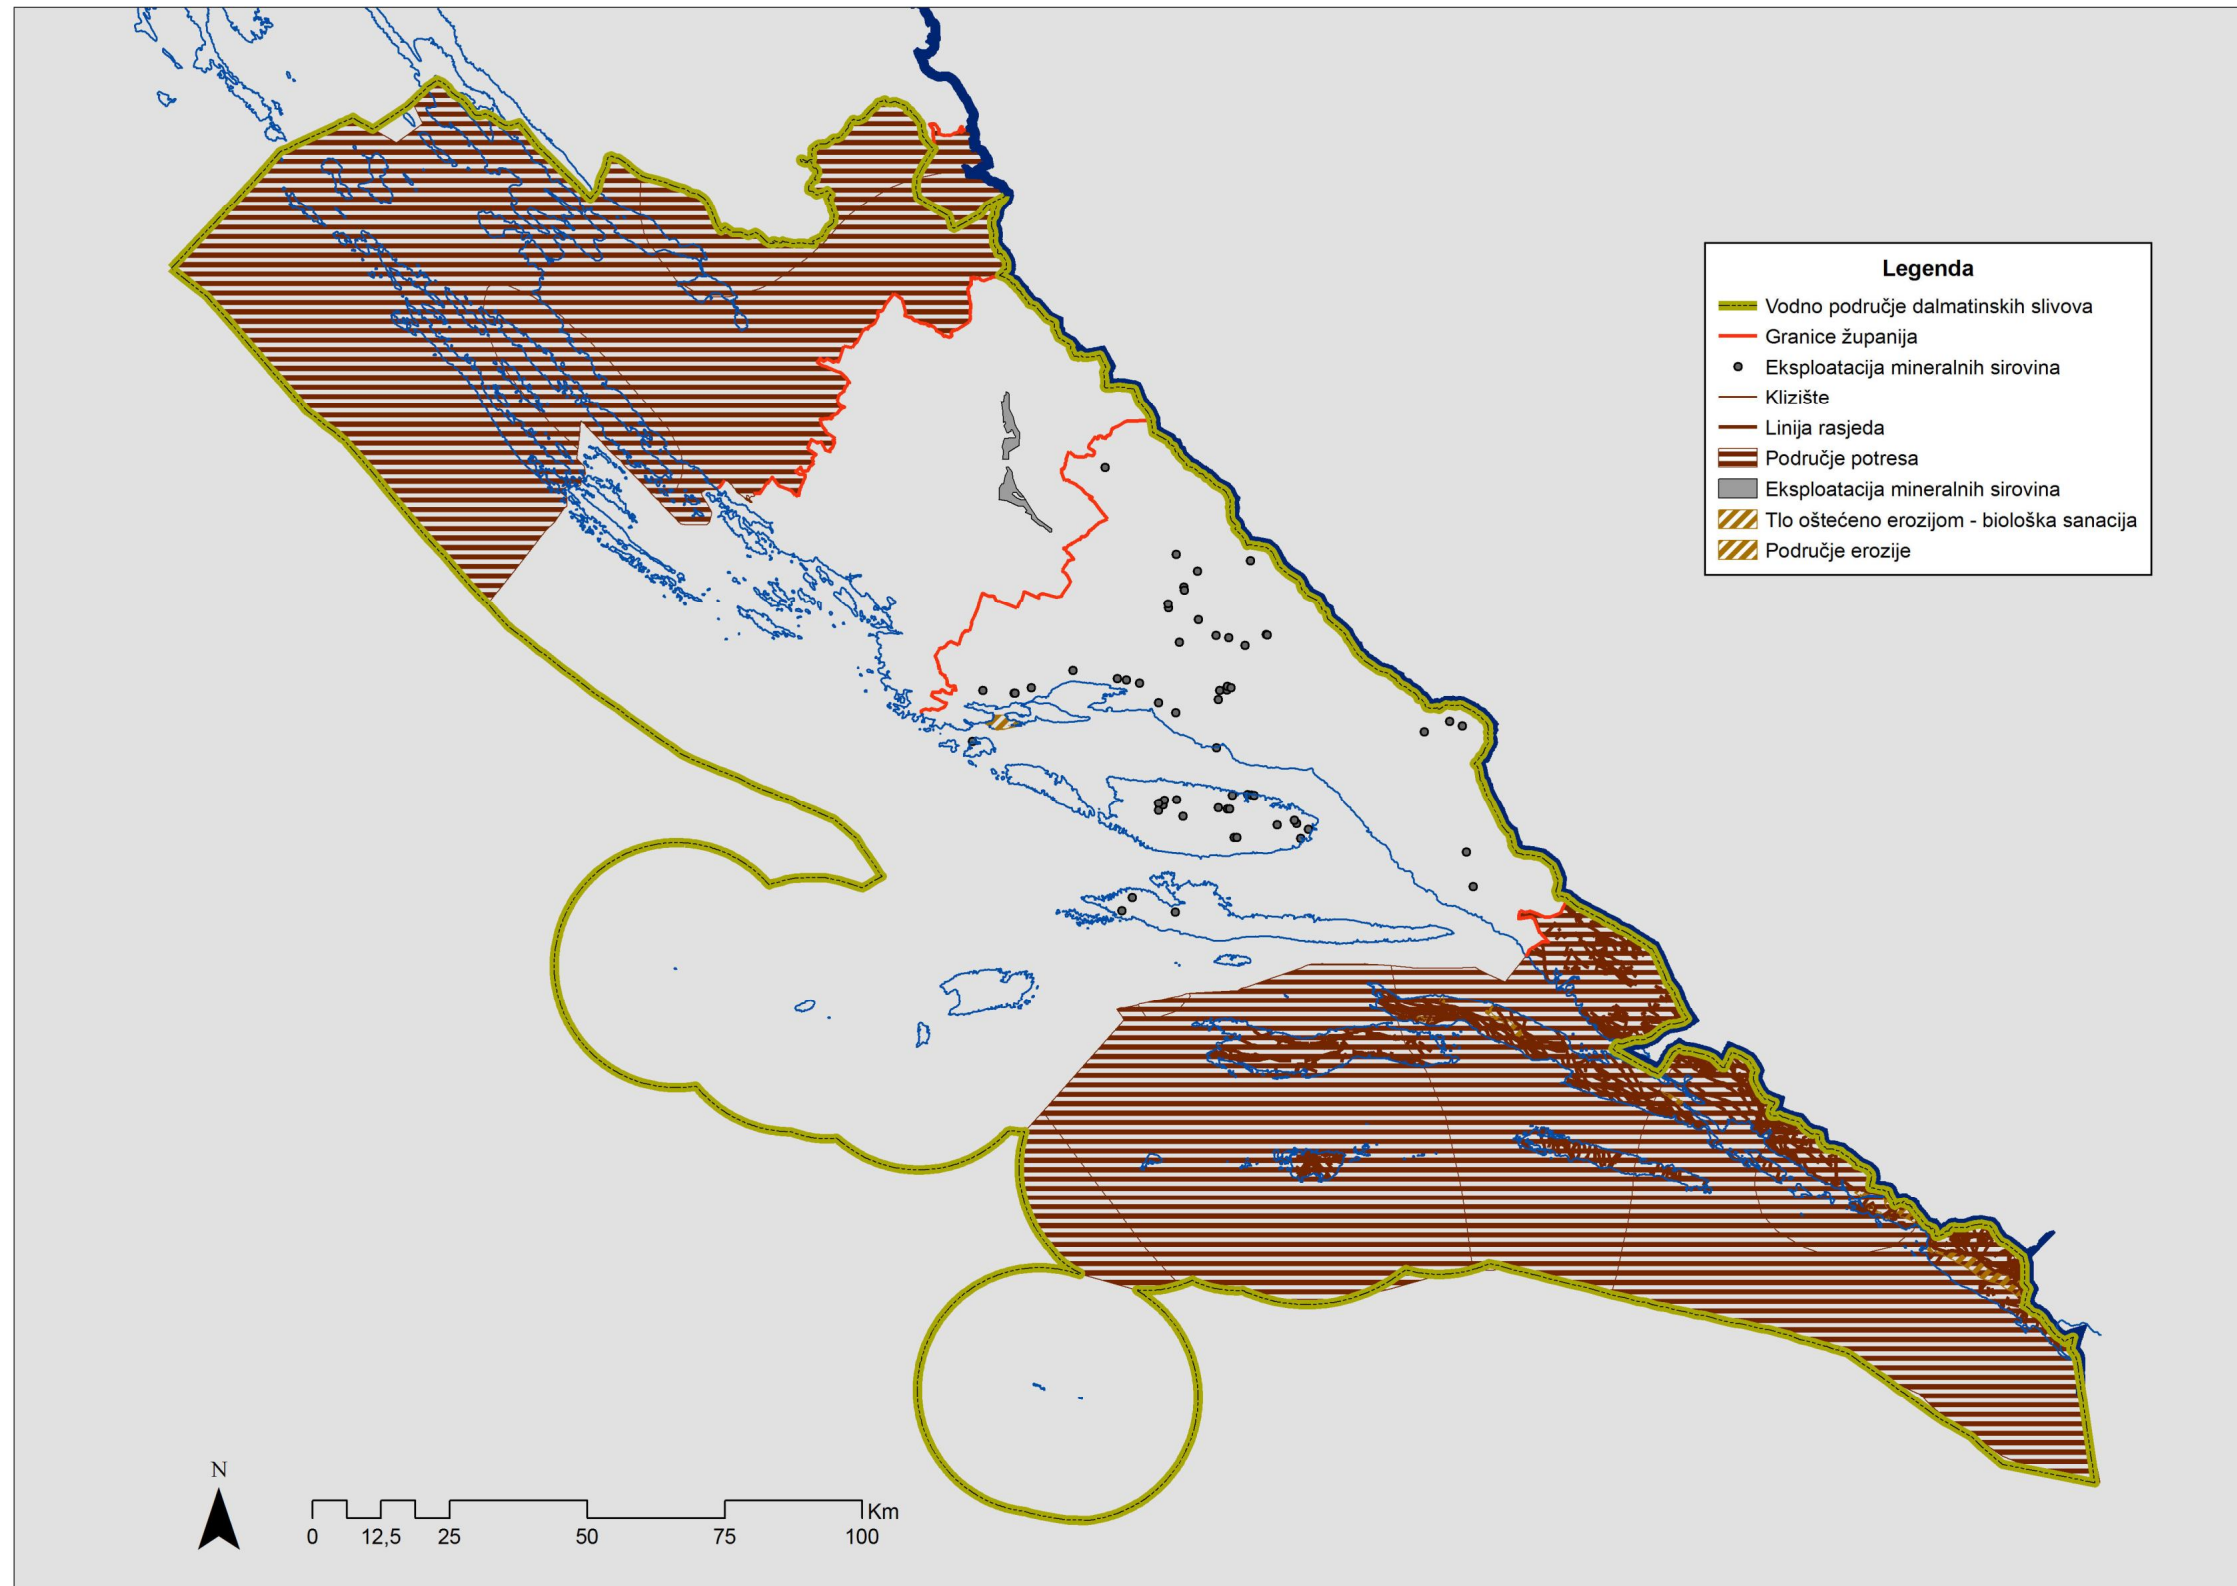 Legenda
Vodno područje dalmatinskih slivova
Granice županija
Eksploatacija mineralnih sirovina
Klizište
Linija rasjeda
Područje potresa
Eksploatacija mineralnih sirovina
Tlo oštećeno erozijom - biološka sanacija
Područje erozije
N
Km
0 12,5 25 50 75 100